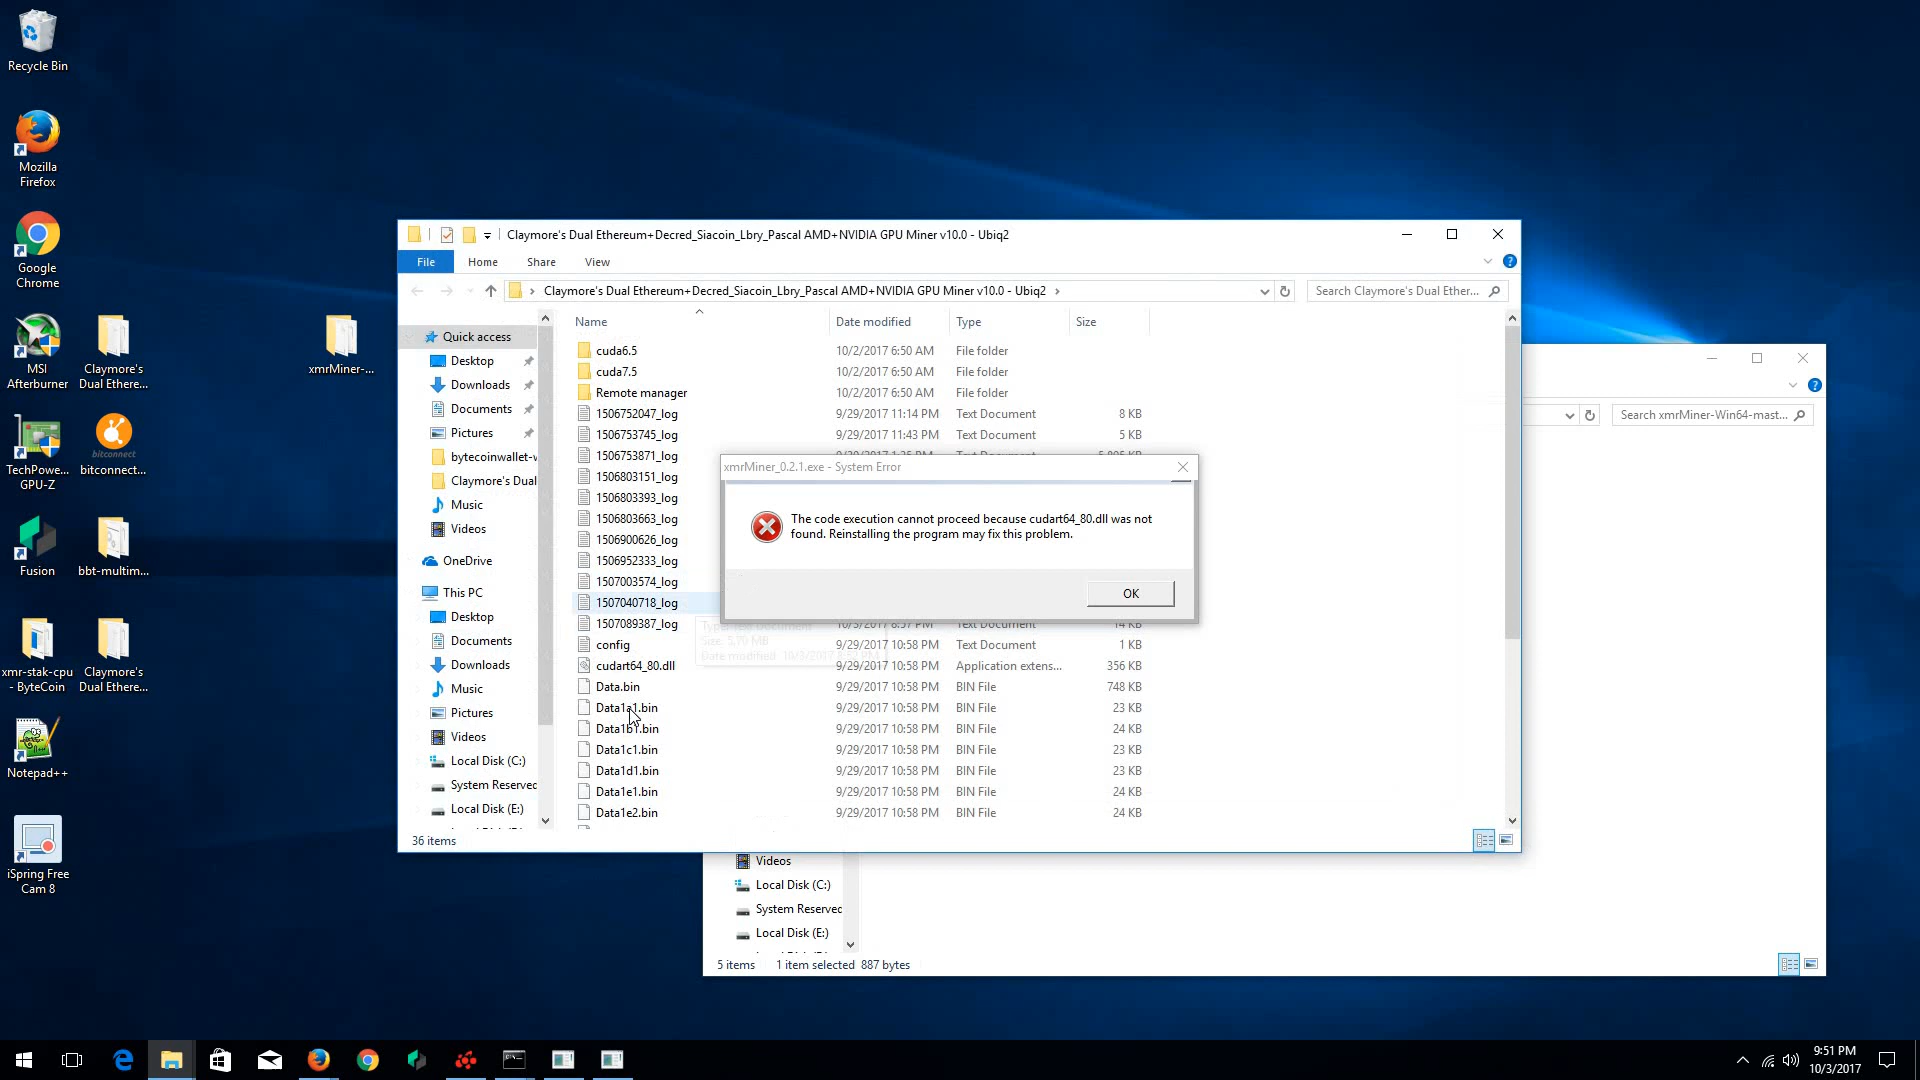 Recycle Bin
Mozilla
Firefox
Google
Chrome
MSI
Afterburner
Claymore's
Dual Ethere...
xmrMiner-...
TechPowe...
GPU-Z
bitconnect
bitconnect...
Fusion
bbt-multim...
xmr-stak-cpu
- ByteCoin
Claymore's
Dual Ethere...
Notepad++
iSpring Free
Cam 8
Claymore's Dual Ethereum+Decred_Siacoin_Lbry_Pascal AMD+NVIDIA GPU Miner v10.0 - Ubiq2
File Home Share View
Claymore's Dual Ethereum+Decred_Siacoin_Lbry_Pascal AMD+NVIDIA GPU Miner v10.0 - Ubiq2
Search Claymore's Dual Ether...
Quick access
Desktop
Downloads
Documents
Pictures
bytecoinwallet-w
Claymore's Dual
Music
Videos
OneDrive
This PC
Desktop
Documents
Downloads
Music
Pictures
Videos
Local Disk (C:)
System Reserved
Local Disk (E:)
Name Date modified Type Size
cuda6.5 10/2/2017 6:50 AM File folder
cuda7.5 10/2/2017 6:50 AM File folder
Remote manager 10/2/2017 6:50 AM File folder
1506752047_log 9/29/2017 11:14 PM Text Document 8 KB
1506753745_log 9/29/2017 11:43 PM Text Document 5 KB
1506753871_log
1506803151_log
1506803393_log
1506803663_log
1506900626_log
1506952333_log
1507003574_log
1507040718_log
1507089387_log 10/3/2017 8:57 PM Text Document 14 KB
config 9/29/2017 10:58 PM Text Document 1 KB
cudart64_80.dll 9/29/2017 10:58 PM Application extens... 356 KB
Data.bin 9/29/2017 10:58 PM BIN File 748 KB
Data1a1.bin 9/29/2017 10:58 PM BIN File 23 KB
Data1b1.bin 9/29/2017 10:58 PM BIN File 24 KB
Data1c1.bin 9/29/2017 10:58 PM BIN File 23 KB
Data1d1.bin 9/29/2017 10:58 PM BIN File 23 KB
Data1e1.bin 9/29/2017 10:58 PM BIN File 24 KB
Data1e2.bin 9/29/2017 10:58 PM BIN File 24 KB
36 items
xmrMiner_0.2.1.exe - System Error
The code execution cannot proceed because cudart64_80.dll was not
found. Reinstalling the program may fix this problem.
OK
Type: Text Document
Size: 5.70 MB
Search xmrMiner-Win64-mast...
Videos
Local Disk (C:)
System Reserved
Local Disk (E:)
5 items 1 item selected 887 bytes
9:51 PM
10/3/2017